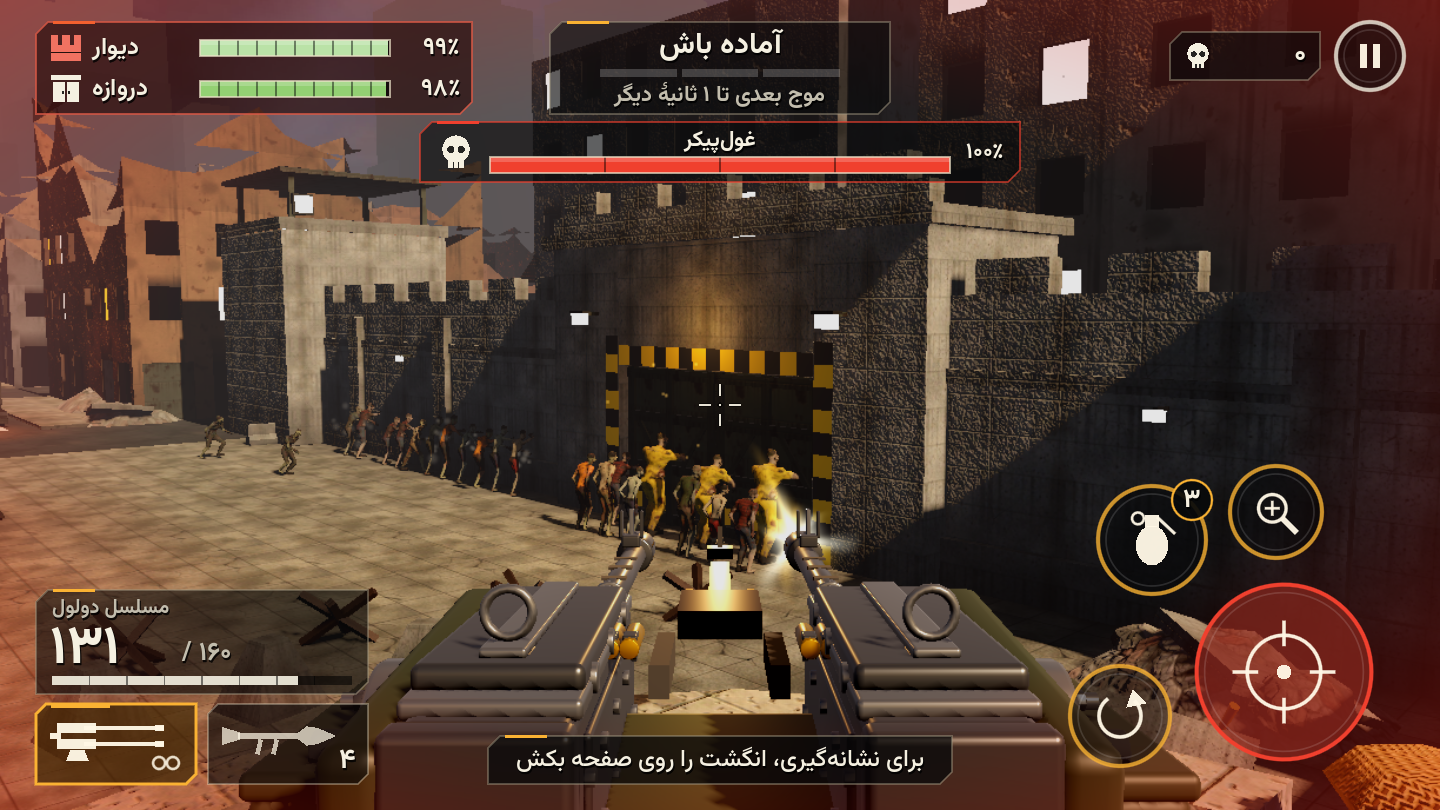 دیوار ۹۹٪
دروازه ۹۸٪
آماده باش
موج بعدی تا ۱ ثانیهٔ دیگر
غول‌پیکر
۱۰۰٪
۰
۳
مسلسل دولول
۱۳۱ / ۱۶۰
∞
۴
برای نشانه‌گیری، انگشت را روی صفحه بکش